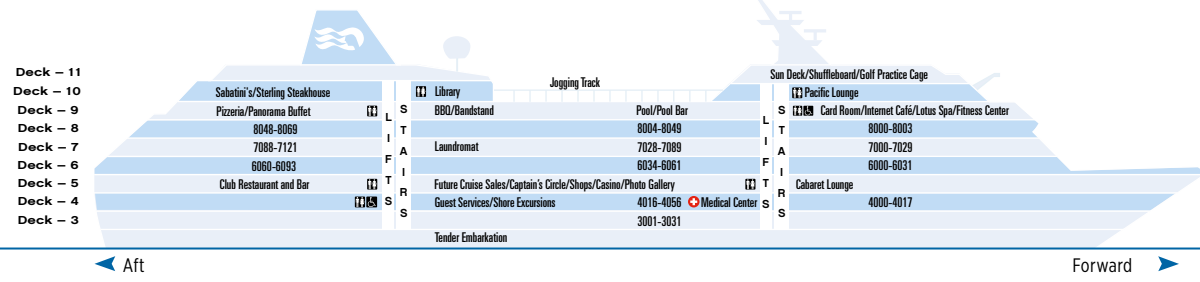 Deck – 11 Sun Deck/Shuffleboard/Golf Practice Cage
Jogging Track
Deck – 10 Sabatini's/Sterling Steakhouse Library Pacific Lounge
Deck – 9 Pizzeria/Panorama Buffet BBQ/Bandstand Pool/Pool Bar Card Room/Internet Café/Lotus Spa/Fitness Center
Deck – 8 8048-8069 8004-8049 8000-8003
Deck – 7 7088-7121 Laundromat 7028-7089 7000-7029
Deck – 6 6060-6093 6034-6061 6000-6031
Deck – 5 Club Restaurant and Bar Future Cruise Sales/Captain's Circle/Shops/Casino/Photo Gallery Cabaret Lounge
Deck – 4 Guest Services/Shore Excursions 4016-4056 Medical Center 4000-4017
Deck – 3 3001-3031
Tender Embarkation
LIFTS
STAIRS
LIFTS
STAIRS
Aft Forward